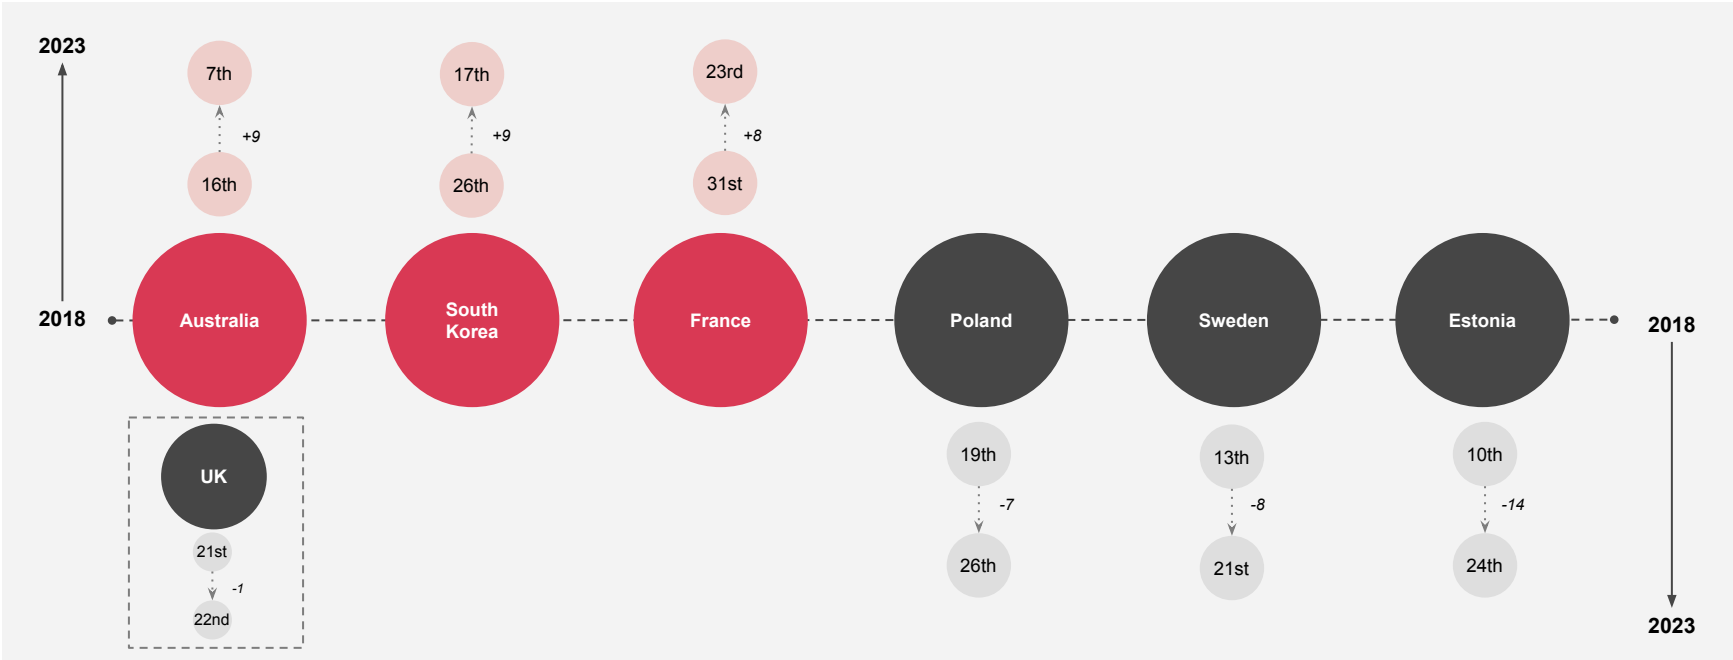 2023
7th
+9
16th
17th
+9
26th
23rd
+8
31st
2018
Australia
South
Korea
France
Poland
Sweden
Estonia
2018
UK
21st
-1
22nd
19th
-7
26th
13th
-8
21st
10th
-14
24th
2023